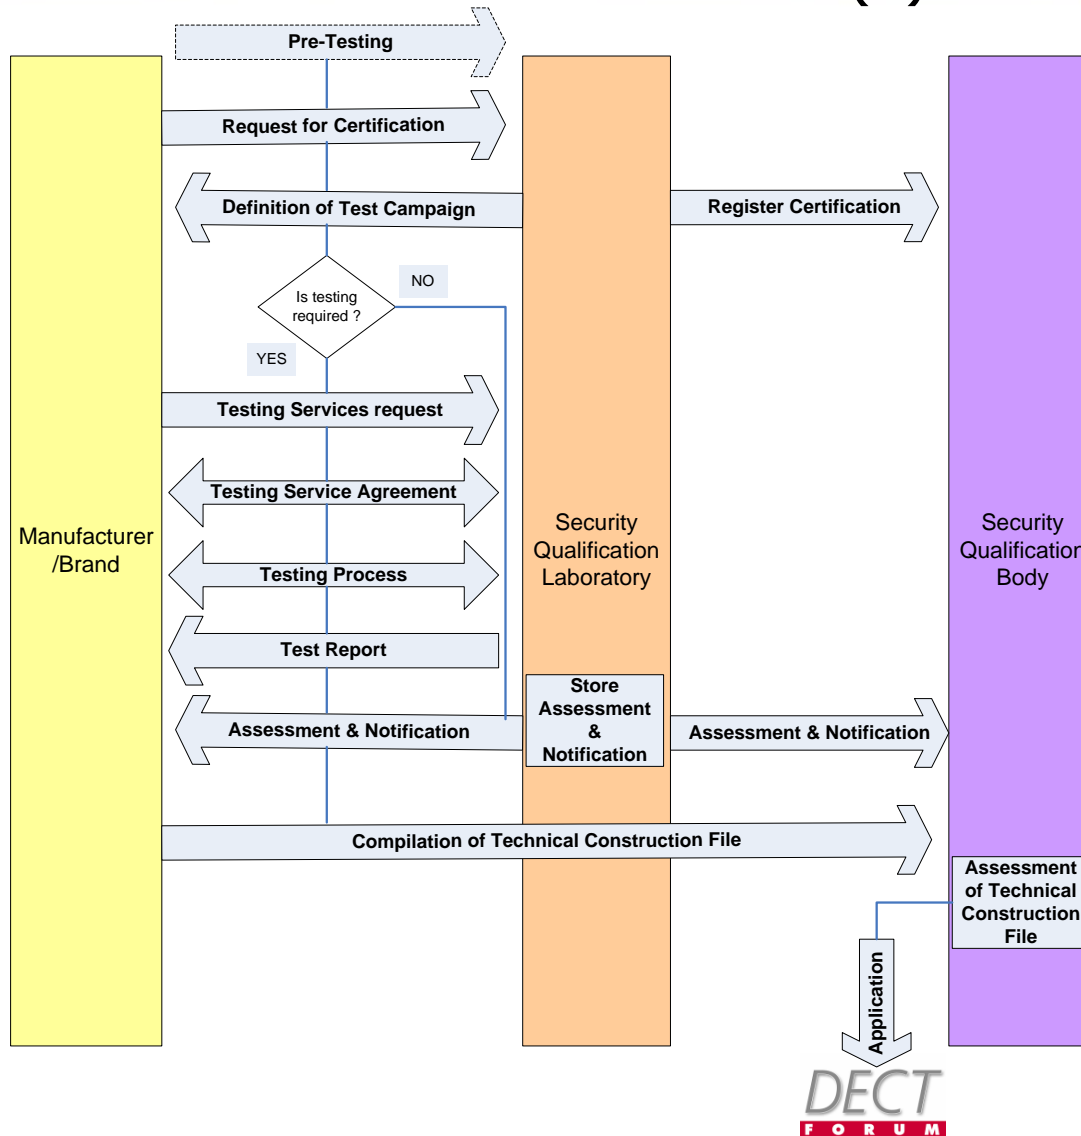 Pre-Testing
Request for Certification
Definition of Test Campaign
Register Certification
NO
Is testing
required ?
YES
Testing Services request
Testing Service Agreement
Manufacturer
/Brand
Security
Qualification
Laboratory
Security
Qualification
Body
Testing Process
Test Report
Store
Assessment
&
Notification
Assessment & Notification
Assessment & Notification
Compilation of Technical Construction File
Assessment
of Technical
Construction
File
Application
DECT
FORUM